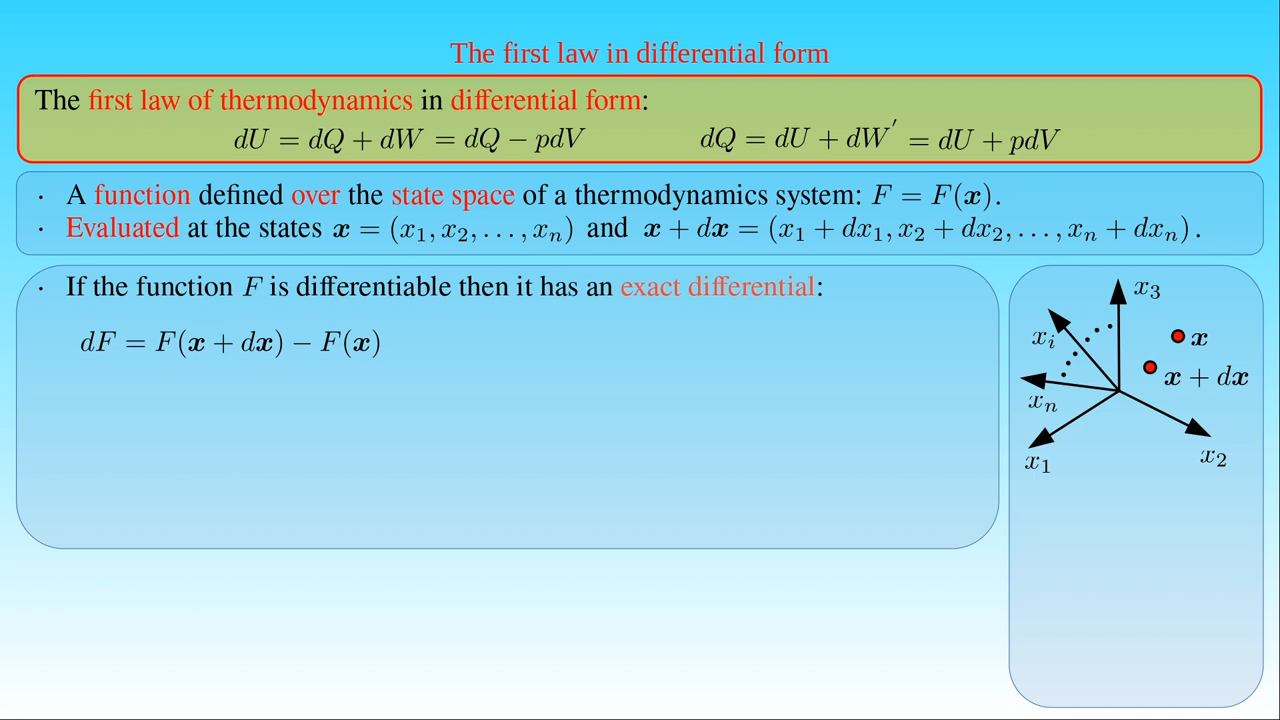 The first law in differential form
The first law of thermodynamics in differential form:
dU = dQ + dW = dQ − pdV dQ = dU + dW′ = dU + pdV
· A function defined over the state space of a thermodynamics system: F = F(x).
· Evaluated at the states x = (x₁, x₂, . . . , xₙ) and x + dx = (x₁ + dx₁, x₂ + dx₂, . . . , xₙ + dxₙ) .
· If the function F is differentiable then it has an exact differential:
dF = F(x + dx) − F(x)
x₃
xᵢ
x
x + dx
xₙ
x₁
x₂